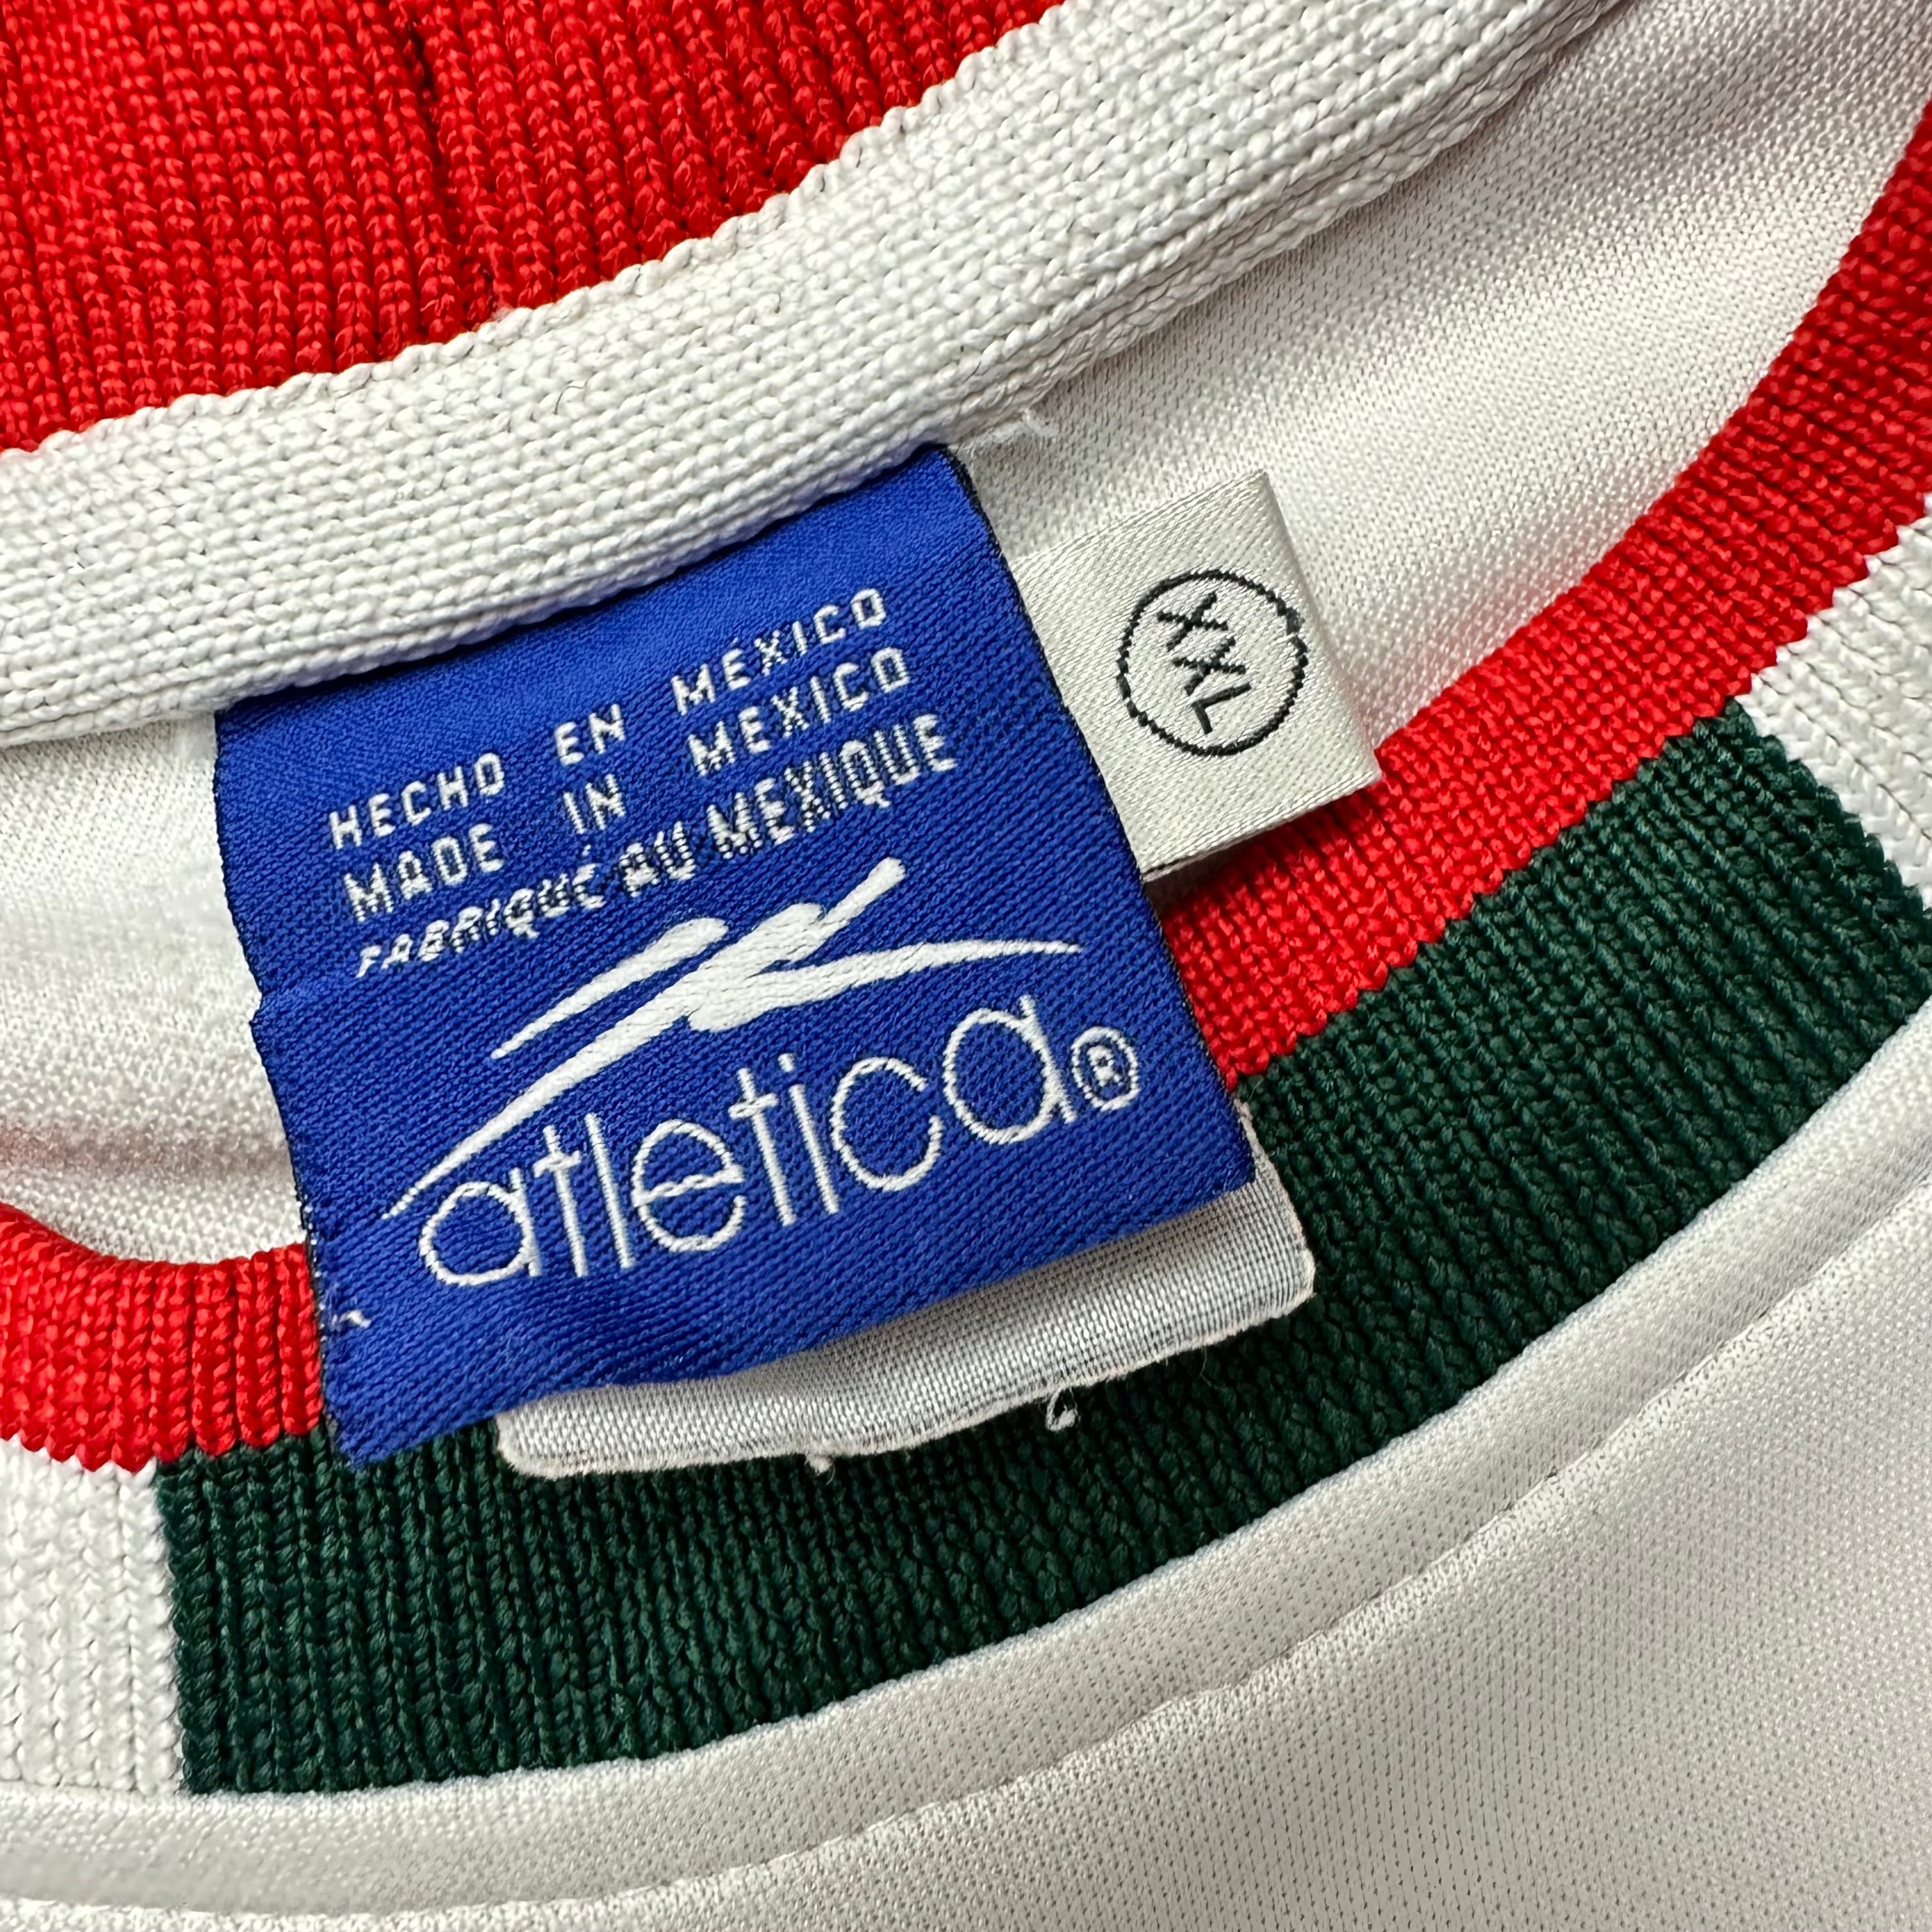 HECHO EN MEXICO
MADE IN MEXICO
FABRIQUÉ AU MEXIQUE
atletica®
XXL